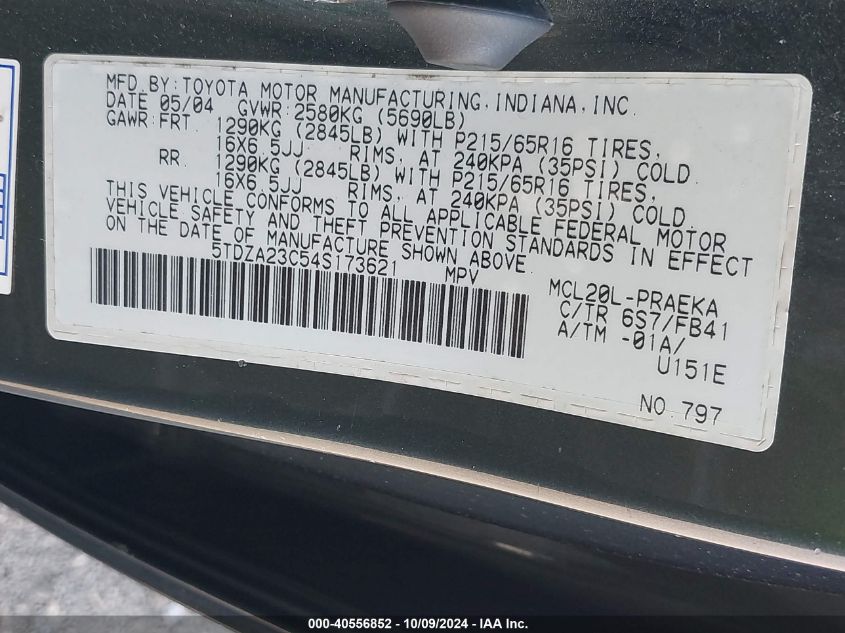 MFD. BY: TOYOTA MOTOR MANUFACTURING, INDIANA, INC.
DATE 05/04 GVWR: 2580KG (5690LB)
GAWR: FRT. 1290KG (2845LB) WITH P215/65R16 TIRES,
16X6.5JJ RIMS, AT 240KPA (35PSI) COLD
RR. 1290KG (2845LB) WITH P215/65R16 TIRES,
16X6.5JJ RIMS, AT 240KPA (35PSI) COLD
THIS VEHICLE CONFORMS TO ALL APPLICABLE FEDERAL MOTOR
VEHICLE SAFETY AND THEFT PREVENTION STANDARDS IN EFFECT
ON THE DATE OF MANUFACTURE SHOWN ABOVE.
5TDZA23C54S173621 MPV
MCL20L-PRAEKA
C/TR 6S7/FB41
A/TM -01A/
U151E
NO. 797
000-40556852 - 10/09/2024 - IAA Inc.